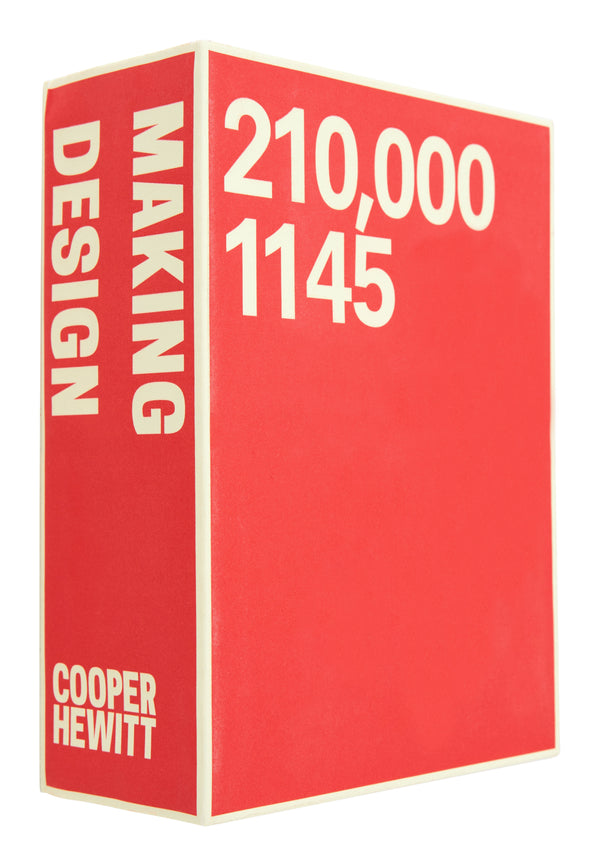 MAKING
DESIGN
COOPER
HEWITT
210,000
1145